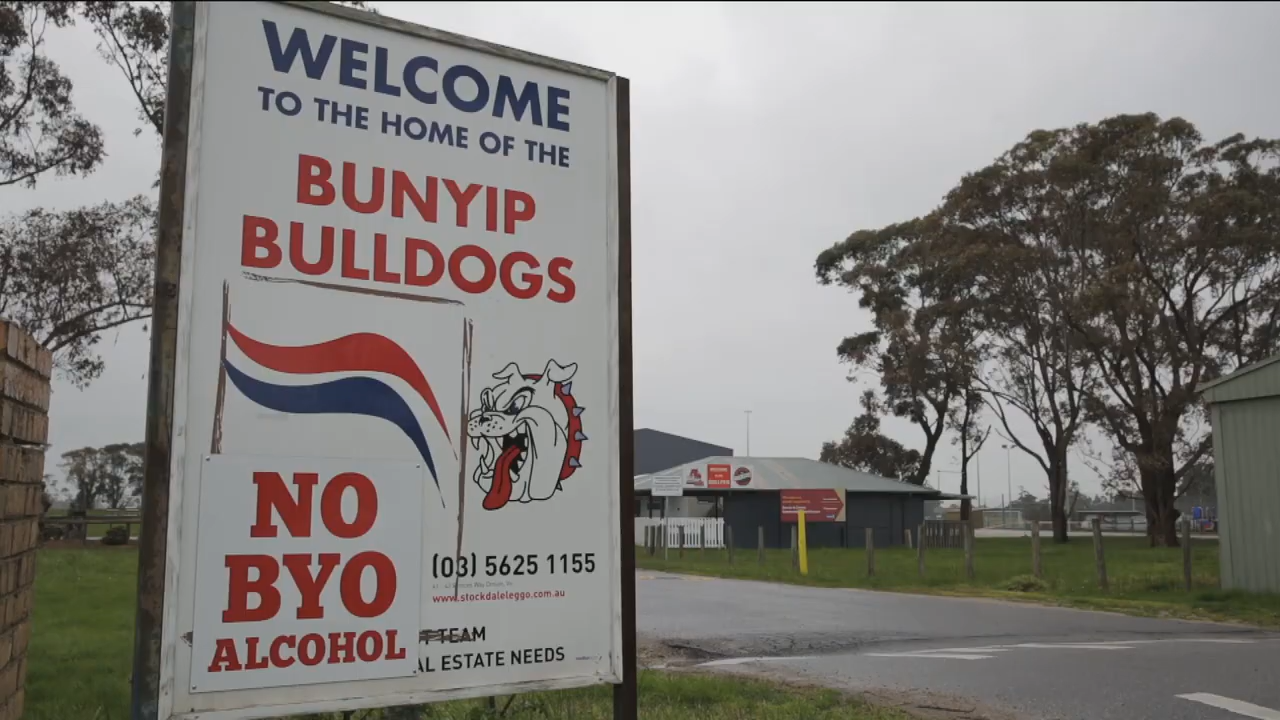 WELCOME
TO THE HOME OF THE
BUNYIP
BULLDOGS
NO
BYO
ALCOHOL
(03) 5625 1155
www.stockdaleleggo.com.au
TEAM
ESTATE NEEDS